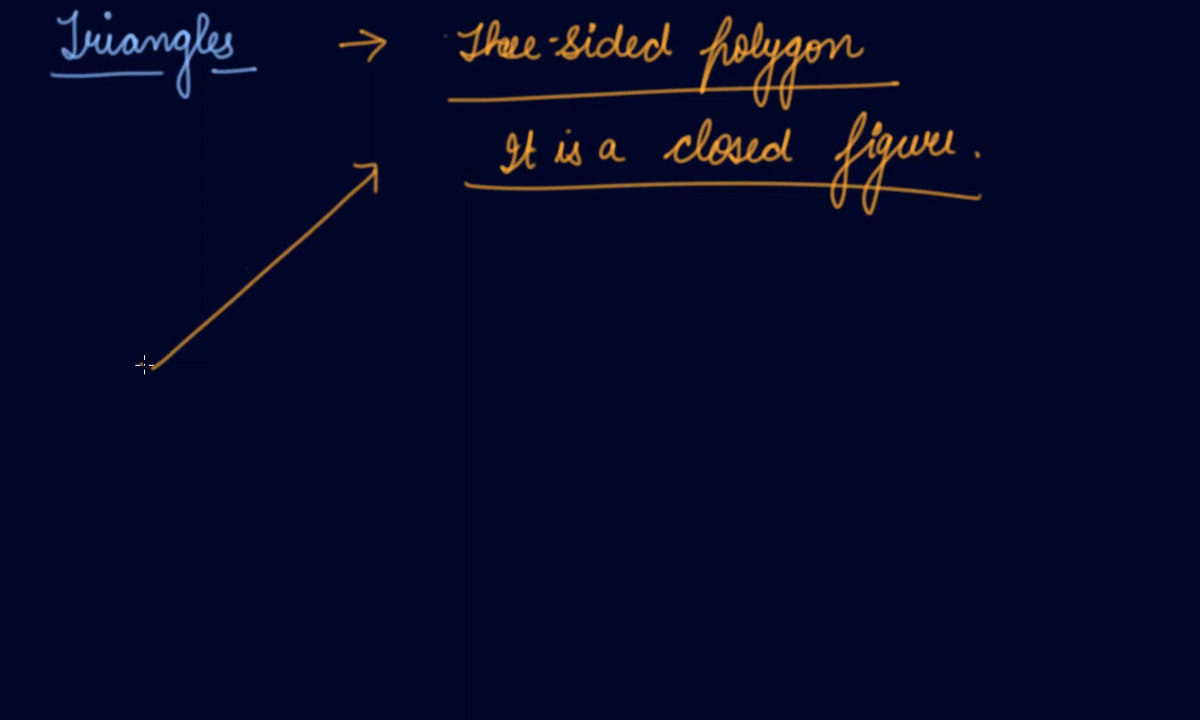 Triangles → Three-sided polygon
It is a closed figure.